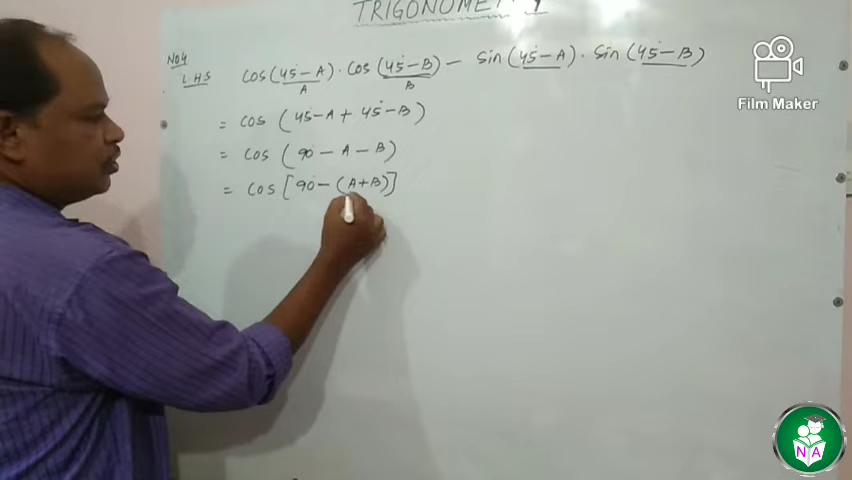 TRIGONOMETRY
NO4
LHS cos(45°-A)·cos(45°-B) - sin(45°-A)·sin(45°-B)
A B
= cos(45°-A+45°-B)
= cos(90°-A-B)
= cos[90°-(A+B)]
Film Maker
NA